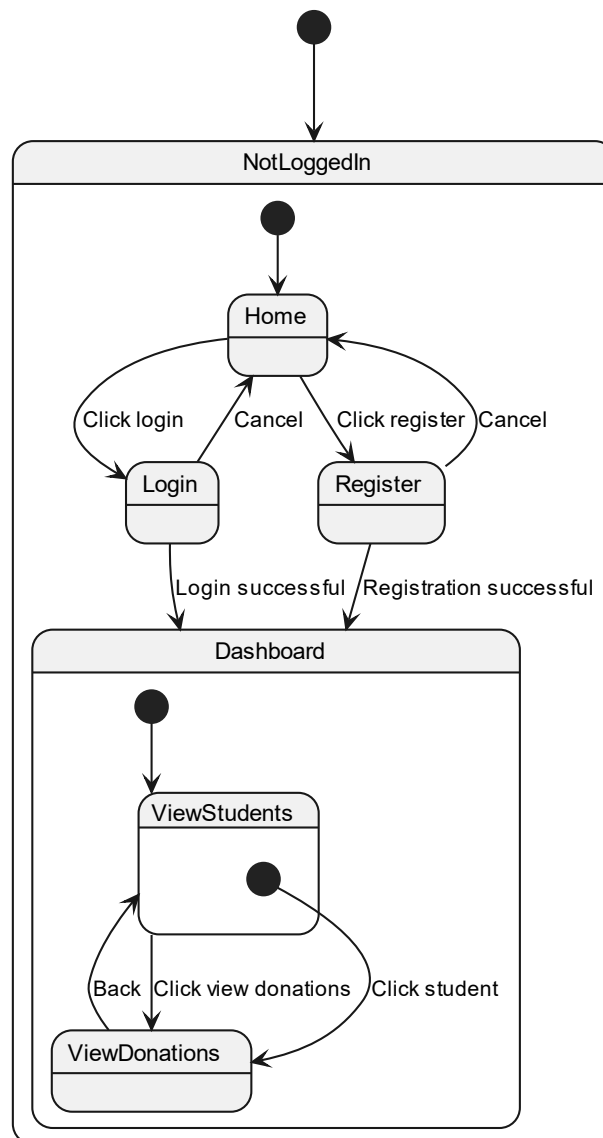 NotLoggedIn
Home
Click login
Cancel
Click register
Cancel
Login
Register
Login successful
Registration successful
Dashboard
ViewStudents
Back
Click view donations
Click student
ViewDonations